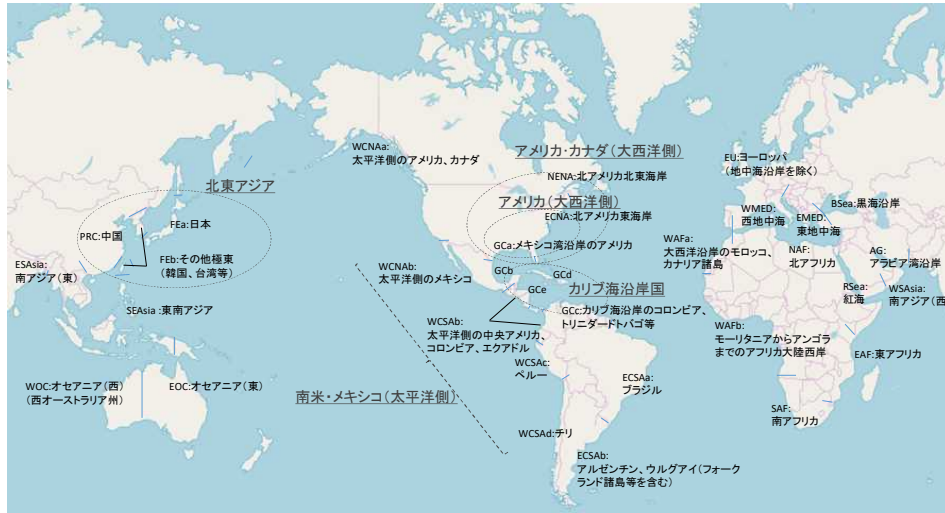 WCNAa:
太平洋側のアメリカ、カナダ
アメリカ・カナダ(大西洋側)
NENA:北アメリカ北東海岸
アメリカ(大西洋側)
ECNA:北アメリカ東海岸
GCa:メキシコ湾沿岸のアメリカ
EU:ヨーロッパ
(地中海沿岸を除く)
BSea:黒海沿岸
WMED:
西地中海
EMED:
東地中海
北東アジア
PRC:中国
FEa:日本
FEb:その他極東
(韓国、台湾等)
ESAsia:
南アジア(東)
SEAsia:東南アジア
WCNAb:
太平洋側のメキシコ
GCb
GCd
GCe
カリブ海沿岸国
GCc:カリブ海沿岸のコロンビア、
トリニダードトバゴ等
WAFa:
大西洋沿岸のモロッコ、
カナリア諸島
NAF:
北アフリカ
AG:
アラビア湾沿岸
RSea:
紅海
WSAsia:
南アジア(西
WCSAb:
太平洋側の中央アメリカ、
コロンビア、エクアドル
WAFb:
モーリタニアからアンゴラ
までのアフリカ大陸西岸
EAF:東アフリカ
WCSAc:
ペルー
ECSAa:
ブラジル
WOC:オセアニア(西)
(西オーストラリア州)
EOC:オセアニア(東)
南米・メキシコ(太平洋側)
SAF:
南アフリカ
WCSAd:チリ
ECSAb:
アルゼンチン、ウルグアイ(フォーク
ランド諸島等を含む)